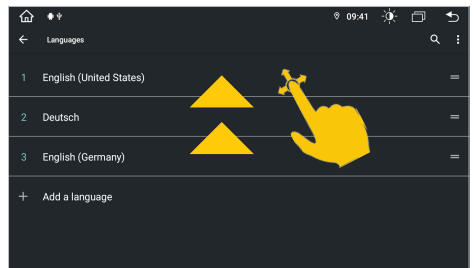 09:41
Languages
1 English (United States)
2 Deutsch
3 English (Germany)
+ Add a language